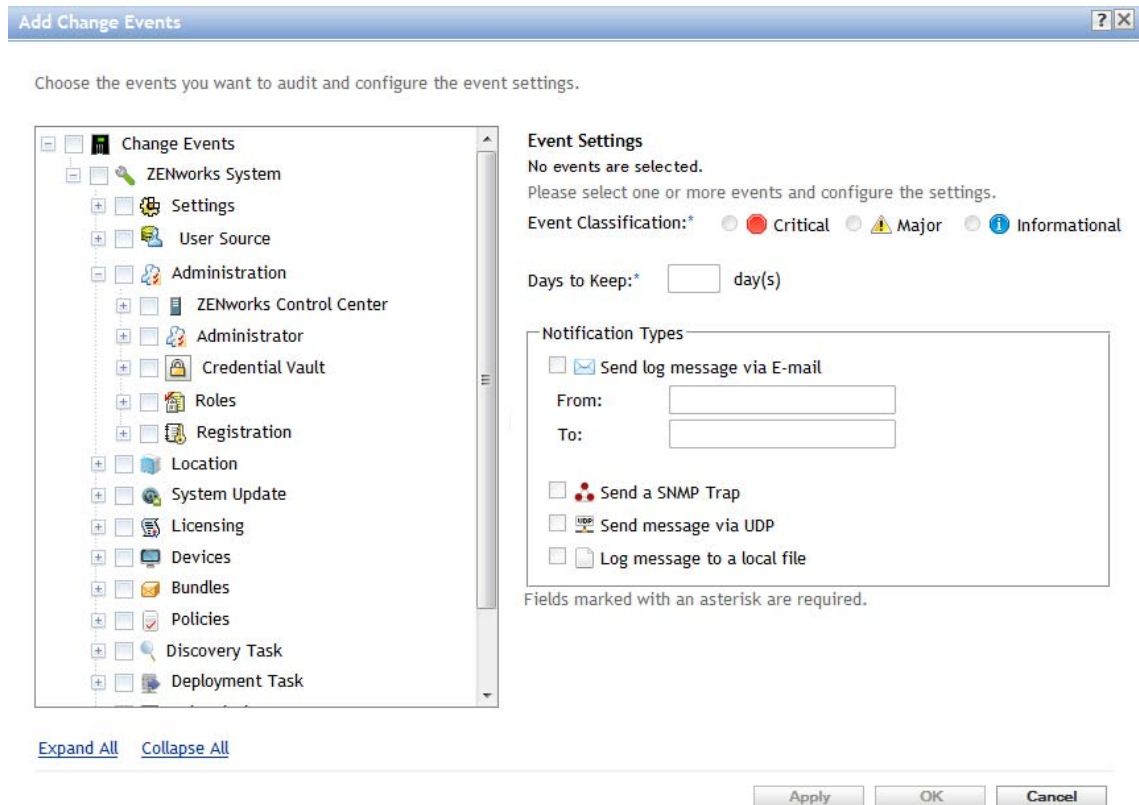 Add Change Events
?
Choose the events you want to audit and configure the event settings.
Change Events
ZENworks System
Settings
User Source
Administration
ZENworks Control Center
Administrator
Credential Vault
Roles
Registration
Location
System Update
Licensing
Devices
Bundles
Policies
Discovery Task
Deployment Task
Expand All Collapse All
Event Settings
No events are selected.
Please select one or more events and configure the settings.
Event Classification:* Critical Major Informational
Days to Keep:* day(s)
Notification Types
Send log message via E-mail
From:
To:
Send a SNMP Trap
UDP Send message via UDP
Log message to a local file
Fields marked with an asterisk are required.
Apply OK Cancel